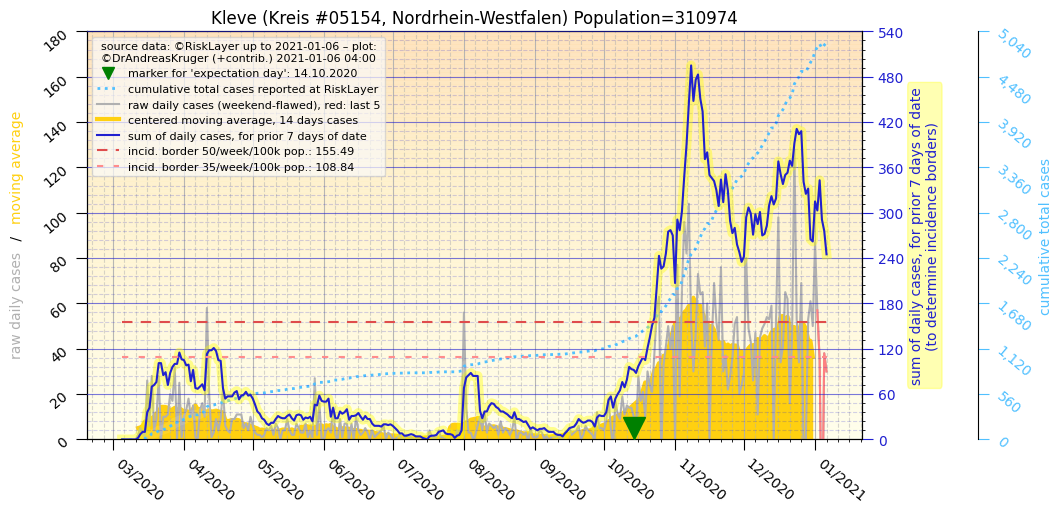 Kleve (Kreis #05154, Nordrhein-Westfalen) Population=310974
source data: ©RiskLayer up to 2021-01-06 – plot:
©DrAndreasKruger (+contrib.) 2021-01-06 04:00
marker for 'expectation day': 14.10.2020
cumulative total cases reported at RiskLayer
raw daily cases (weekend-flawed), red: last 5
centered moving average, 14 days cases
sum of daily cases, for prior 7 days of date
incid. border 50/week/100k pop.: 155.49
incid. border 35/week/100k pop.: 108.84
raw daily cases / moving average
180
160
140
120
100
80
60
40
20
0
03/2020
04/2020
05/2020
06/2020
07/2020
08/2020
09/2020
10/2020
11/2020
12/2020
01/2021
540
480
420
360
300
240
180
120
60
0
sum of daily cases, for prior 7 days of date
(to determine incidence borders)
5,040
4,480
3,920
3,360
2,800
2,240
1,680
1,120
560
0
cumulative total cases